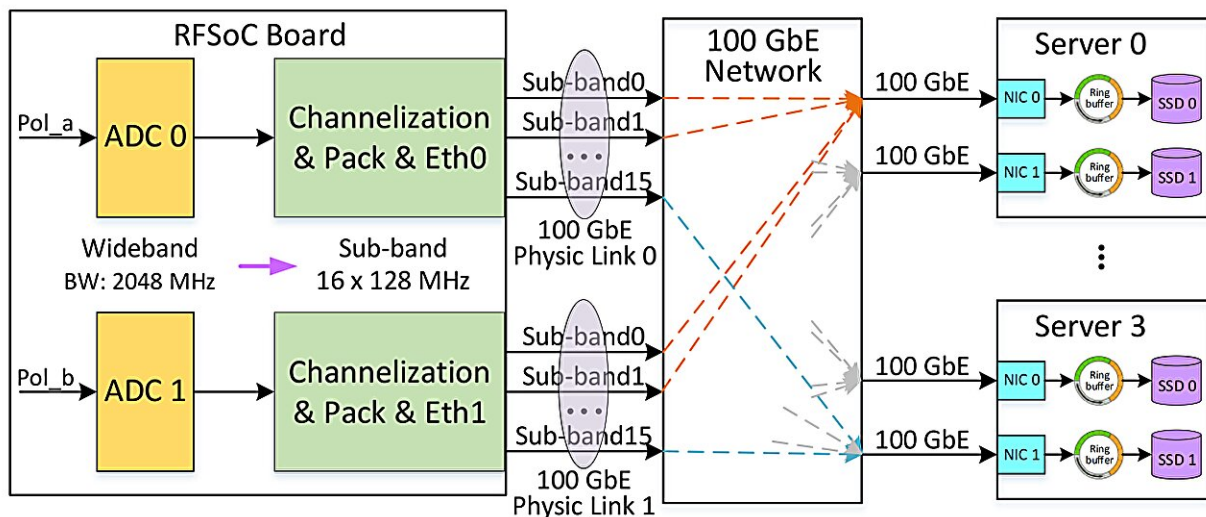 RFSoC Board
Pol_a
ADC 0
Channelization
& Pack & Eth0
Sub-band0
Sub-band1
...
Sub-band15
100 GbE
Physic Link 0
Wideband
BW: 2048 MHz
Sub-band
16 x 128 MHz
Pol_b
ADC 1
Channelization
& Pack & Eth1
Sub-band0
Sub-band1
...
Sub-band15
100 GbE
Physic Link 1
100 GbE
Network
100 GbE
100 GbE
100 GbE
100 GbE
Server 0
NIC 0
Ring
buffer
SSD 0
NIC 1
Ring
buffer
SSD 1
Server 3
NIC 0
Ring
buffer
SSD 0
NIC 1
Ring
buffer
SSD 1